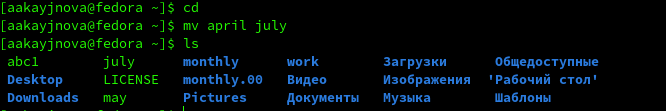 [aakayjnova@fedora ~]$ cd
[aakayjnova@fedora ~]$ mv april july
[aakayjnova@fedora ~]$ ls
abc1 july monthly work Загрузки Общедоступные
Desktop LICENSE monthly.00 Видео Изображения 'Рабочий стол'
Downloads may Pictures Документы Музыка Шаблоны